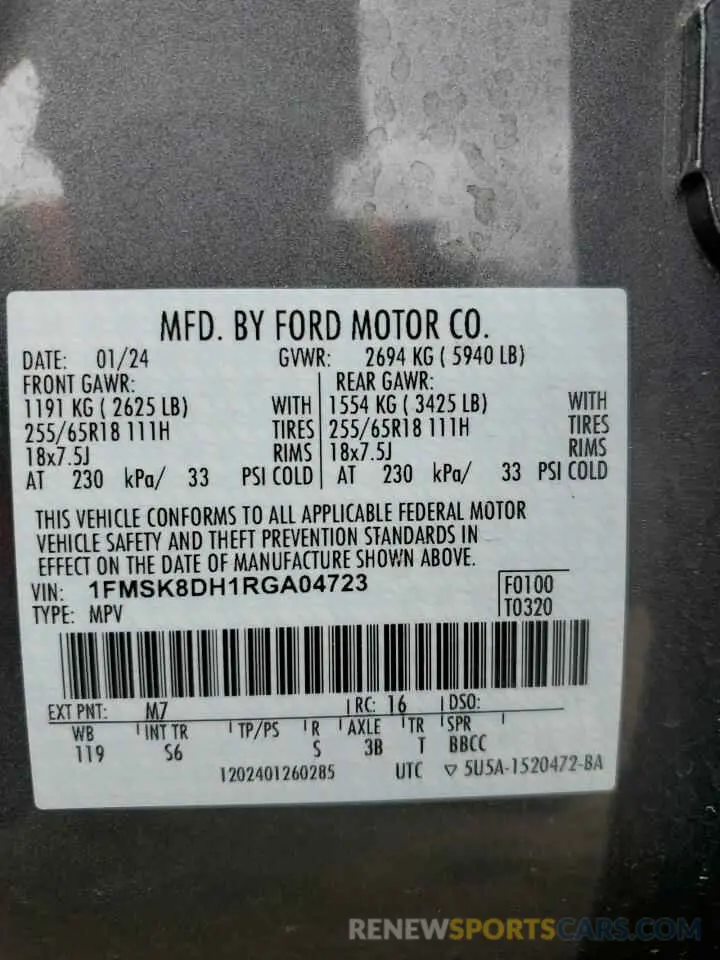 MFD. BY FORD MOTOR CO.
DATE: 01/24 GVWR: 2694 KG ( 5940 LB)
FRONT GAWR: REAR GAWR:
1191 KG ( 2625 LB) WITH 1554 KG ( 3425 LB) WITH
255/65R18 111H TIRES 255/65R18 111H TIRES
18x7.5J RIMS 18x7.5J RIMS
AT 230 kPa/ 33 PSI COLD AT 230 kPa/ 33 PSI COLD
THIS VEHICLE CONFORMS TO ALL APPLICABLE FEDERAL MOTOR
VEHICLE SAFETY AND THEFT PREVENTION STANDARDS IN
EFFECT ON THE DATE OF MANUFACTURE SHOWN ABOVE.
VIN: 1FMSK8DH1RGA04723 F0100
TYPE: MPV T0320
EXT PNT: M7 RC: 16 DSO:
WB INT TR TP/PS R AXLE TR SPR
119 S6 S 3B T BBCC
1202401260285 UTC ▽ 5U5A-1520472-BA
RENEWSPORTSCARS.COM